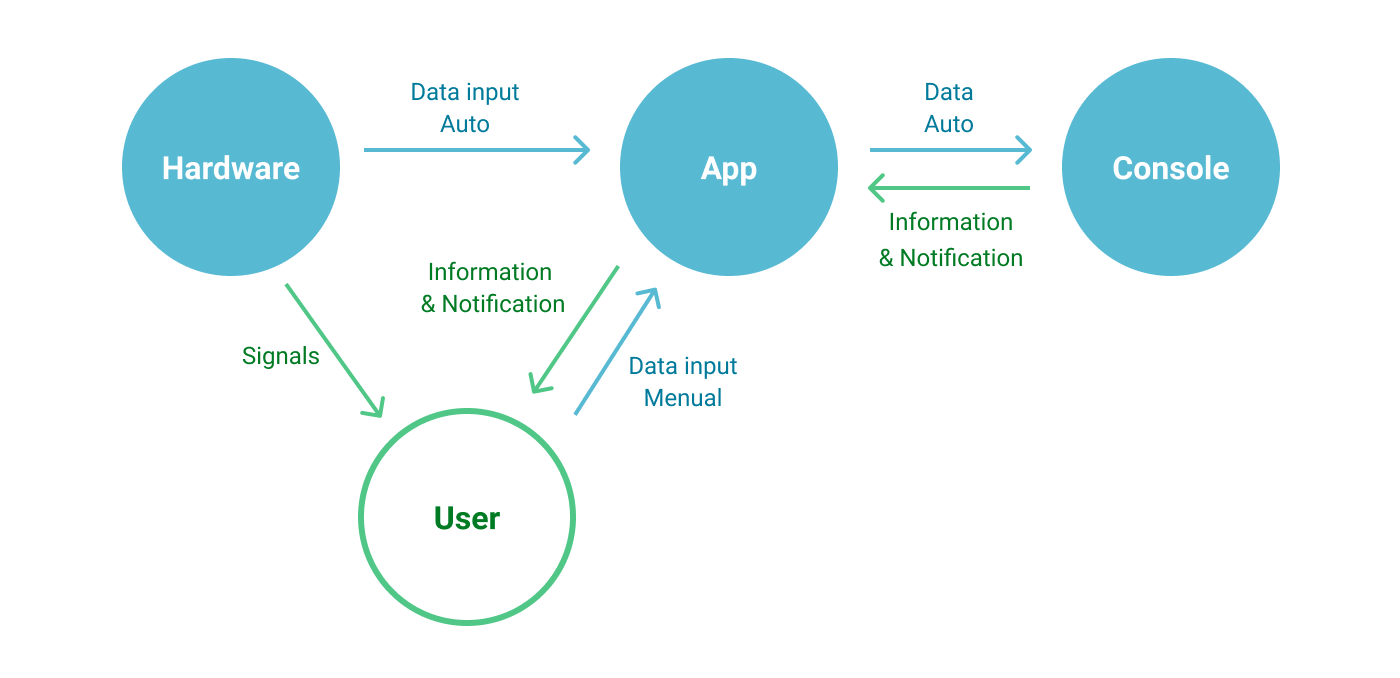 Hardware
Data input
Auto
App
Data
Auto
Console
Information
& Notification
Information
& Notification
Signals
Data input
Menual
User